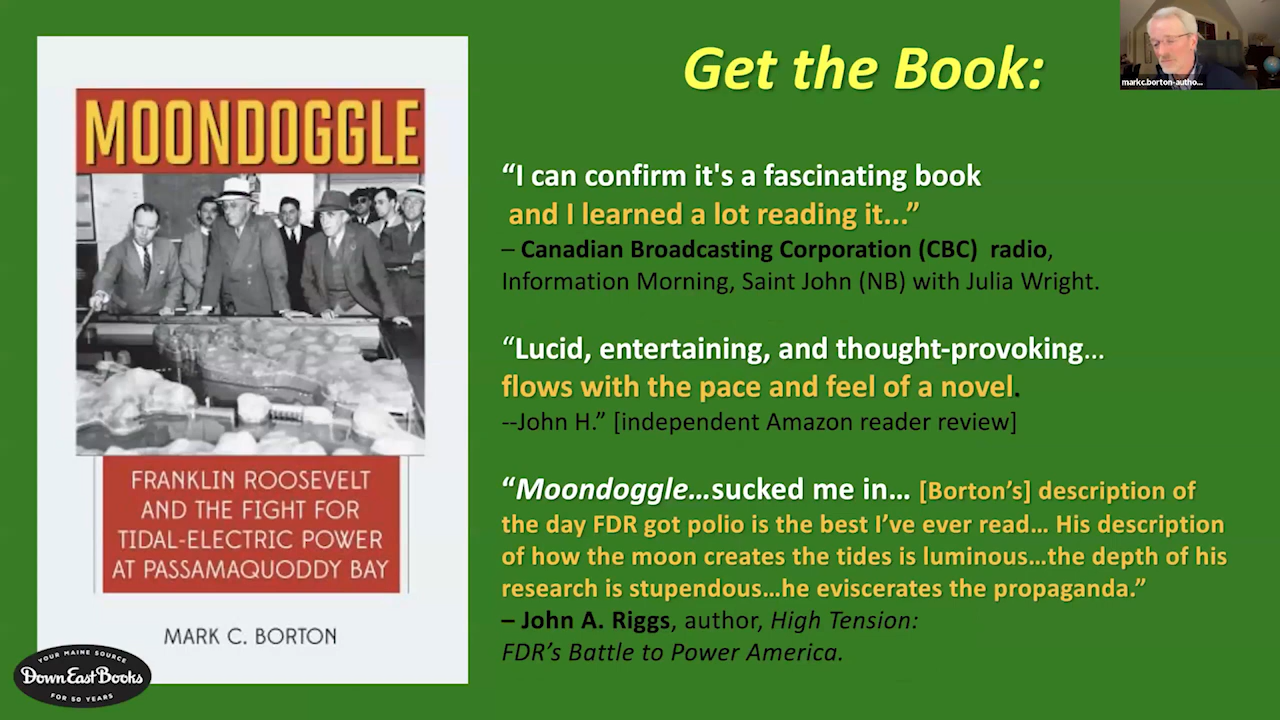 MOONDOGGLE
FRANKLIN ROOSEVELT
AND THE FIGHT FOR
TIDAL-ELECTRIC POWER
AT PASSAMAQUODDY BAY
MARK C. BORTON
YOUR MAINE SOURCE
Down East Books
FOR 50 YEARS
Get the Book:
“I can confirm it's a fascinating book
and I learned a lot reading it...”
– Canadian Broadcasting Corporation (CBC) radio,
Information Morning, Saint John (NB) with Julia Wright.
“Lucid, entertaining, and thought-provoking…
flows with the pace and feel of a novel.
--John H.” [independent Amazon reader review]
“Moondoggle…sucked me in… [Borton’s] description of
the day FDR got polio is the best I’ve ever read… His description
of how the moon creates the tides is luminous…the depth of his
research is stupendous…he eviscerates the propaganda.”
– John A. Riggs, author, High Tension:
FDR’s Battle to Power America.
markc.borton-autho...